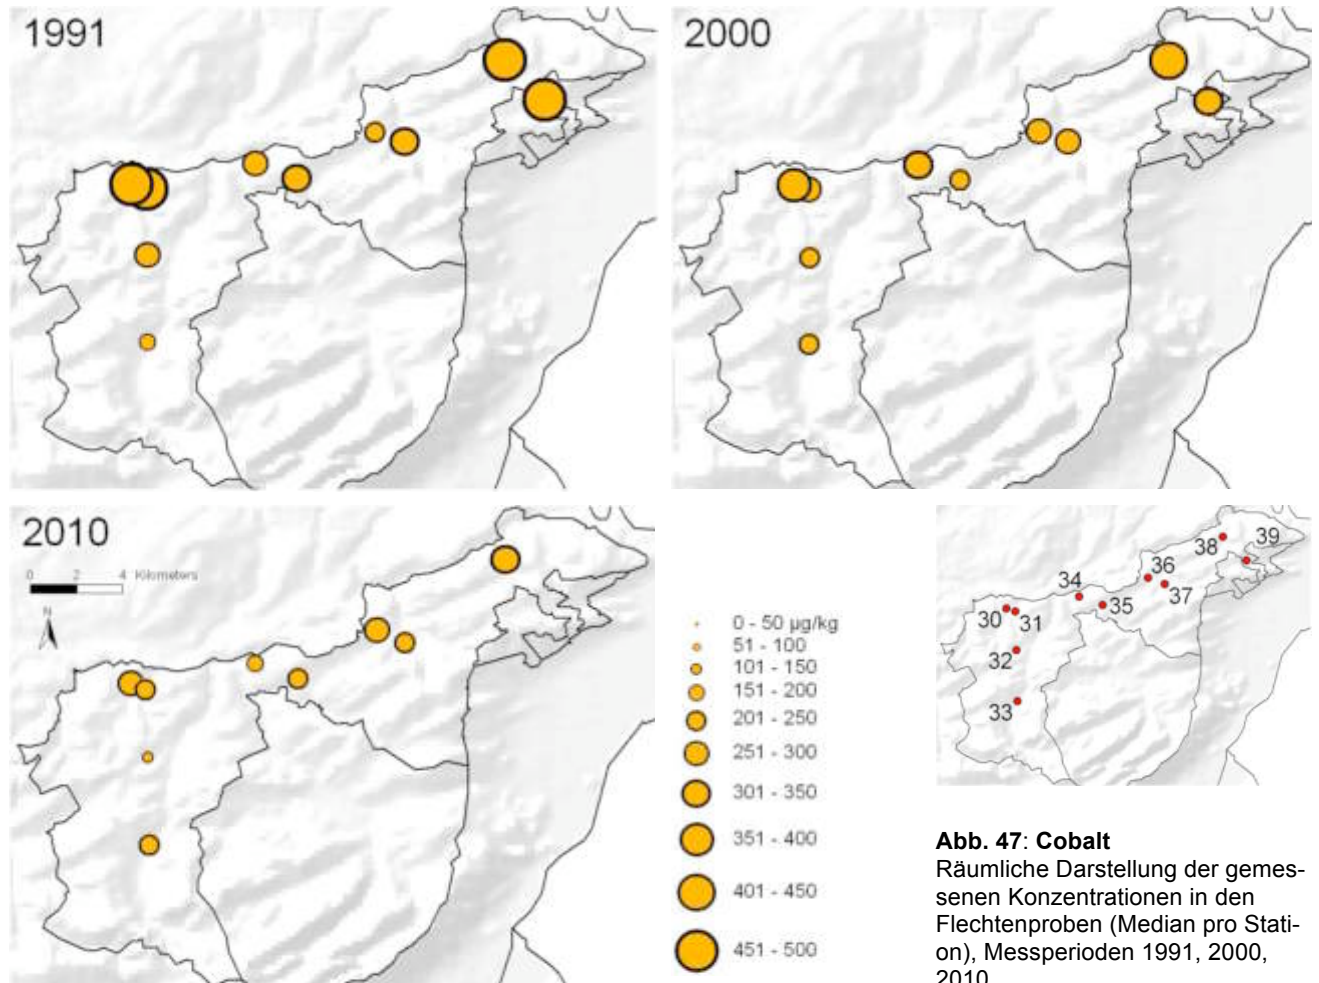 1991
2000
2010
0 2 4 Kilometers
N
0 - 50 µg/kg
51 - 100
101 - 150
151 - 200
201 - 250
251 - 300
301 - 350
351 - 400
401 - 450
451 - 500
38
39
36
37
34
35
30
31
32
33
Abb. 47: Cobalt
Räumliche Darstellung der gemes-
senen Konzentrationen in den
Flechtenproben (Median pro Stati-
on), Messperioden 1991, 2000,
2010